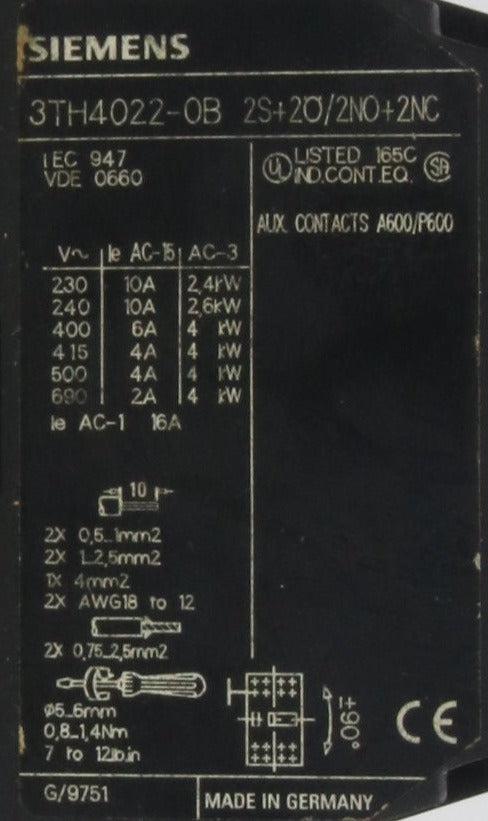 SIEMENS
3TH4022-0B 2S+2Ö/2NO+2NC
IEC 947
VDE 0660
UL LISTED 165C
IND.CONT.EQ. SA
AUX. CONTACTS A600/P600
V~ Ie AC-15 AC-3
230 10A 2,4kW
240 10A 2,6kW
400 6A 4 kW
415 4A 4 kW
500 4A 4 kW
690 2A 4 kW
Ie AC-1 16A
10
2X 0,5...1mm2
2X 1...2,5mm2
1X 4mm2
2X AWG18 to 12
2X 0,75...2,5mm2
ø5...6mm
0,8...1,4Nm
7 to 12lb.in
±90°
CE
G/9751
MADE IN GERMANY